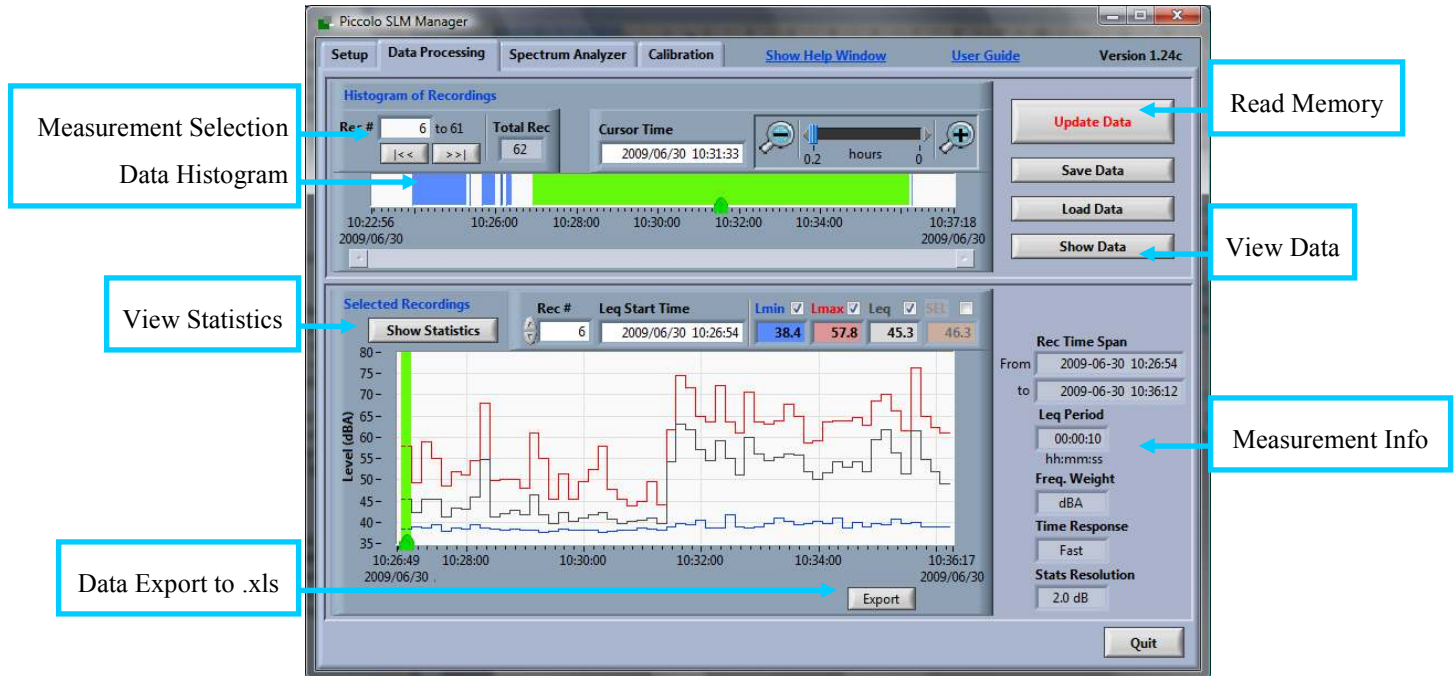 Piccolo SLM Manager
Setup Data Processing Spectrum Analyzer Calibration Show Help Window User Guide Version 1.24c
Histogram of Recordings
Rec # 6 to 61 Total Rec
|<< >>| 62
Cursor Time
2009/06/30 10:31:33
0.2 hours 0
10:22:56 10:26:00 10:28:00 10:30:00 10:32:00 10:34:00 10:37:18
2009/06/30 2009/06/30
Update Data
Save Data
Load Data
Show Data
Measurement Selection
Data Histogram
Read Memory
View Data
View Statistics
Selected Recordings
Show Statistics
Rec # Leq Start Time Lmin Lmax Leq SEL
6 2009/06/30 10:26:54 38.4 57.8 45.3 46.3
Level (dBA)
80
75
70
65
60
55
50
45
40
35
10:26:49 10:28:00 10:30:00 10:32:00 10:34:00 10:36:17
2009/06/30 2009/06/30
Export
Data Export to .xls
Rec Time Span
From 2009-06-30 10:26:54
to 2009-06-30 10:36:12
Leq Period
00:00:10
hh:mm:ss
Freq. Weight
dBA
Time Response
Fast
Stats Resolution
2.0 dB
Measurement Info
Quit